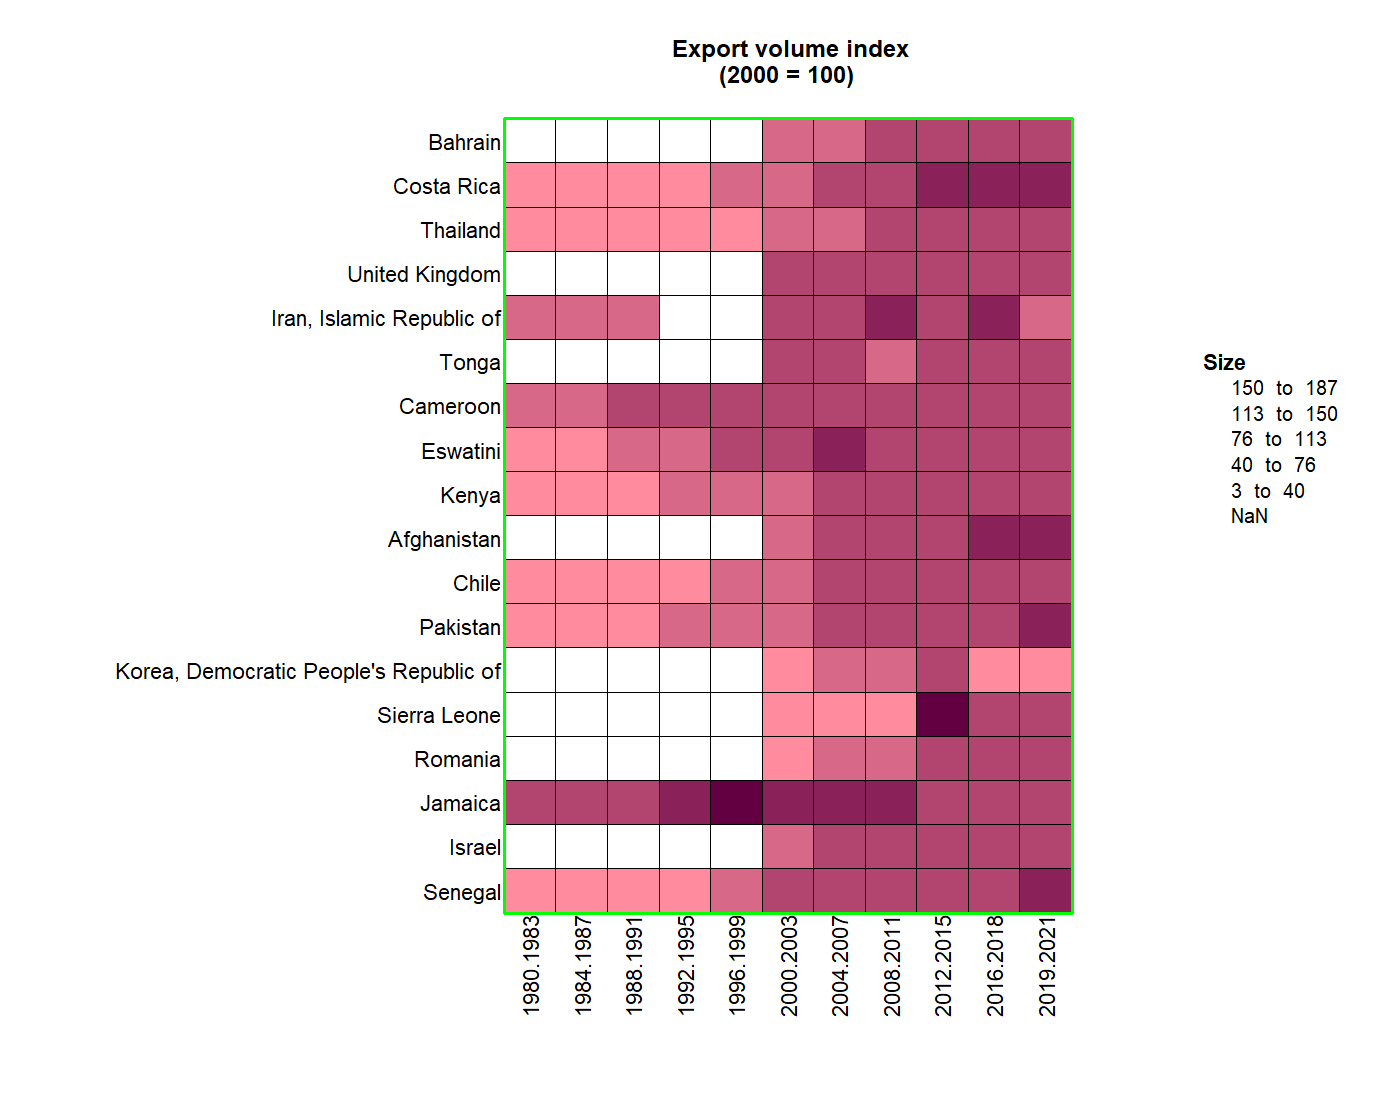 Export volume index
(2000 = 100)
Bahrain
Costa Rica
Thailand
United Kingdom
Iran, Islamic Republic of
Tonga
Cameroon
Eswatini
Kenya
Afghanistan
Chile
Pakistan
Korea, Democratic People's Republic of
Sierra Leone
Romania
Jamaica
Israel
Senegal
1980.1983
1984.1987
1988.1991
1992.1995
1996.1999
2000.2003
2004.2007
2008.2011
2012.2015
2016.2018
2019.2021
Size
150 to 187
113 to 150
76 to 113
40 to 76
3 to 40
NaN